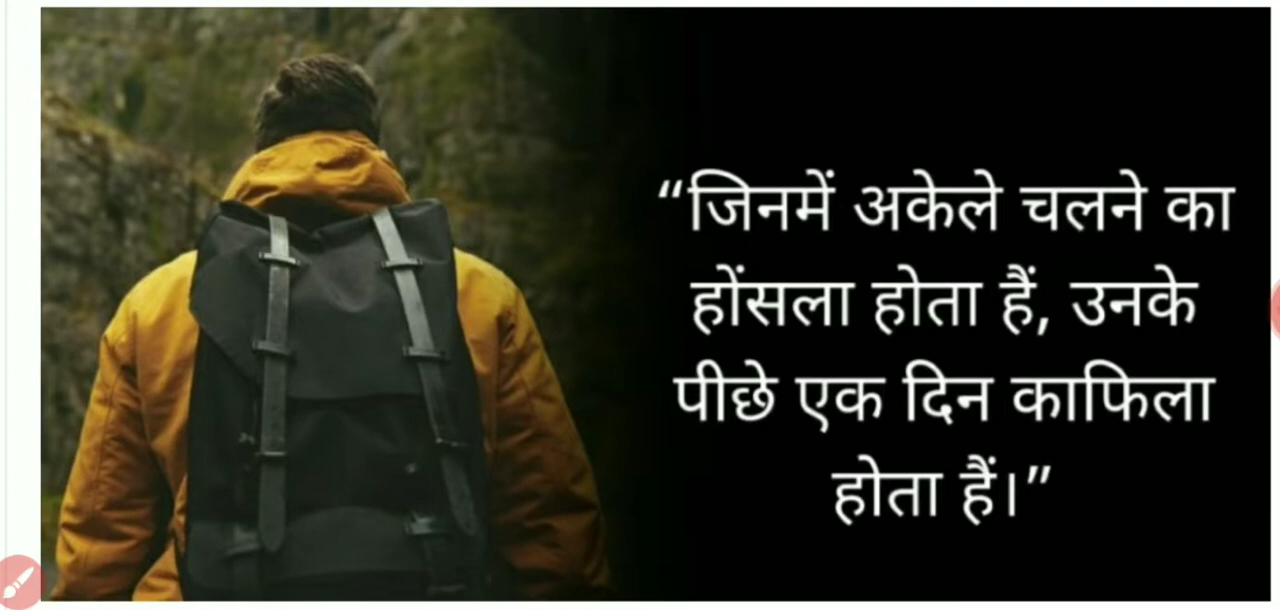 “जिनमें अकेले चलने का
होंसला होता हैं, उनके
पीछे एक दिन काफिला
होता हैं।”